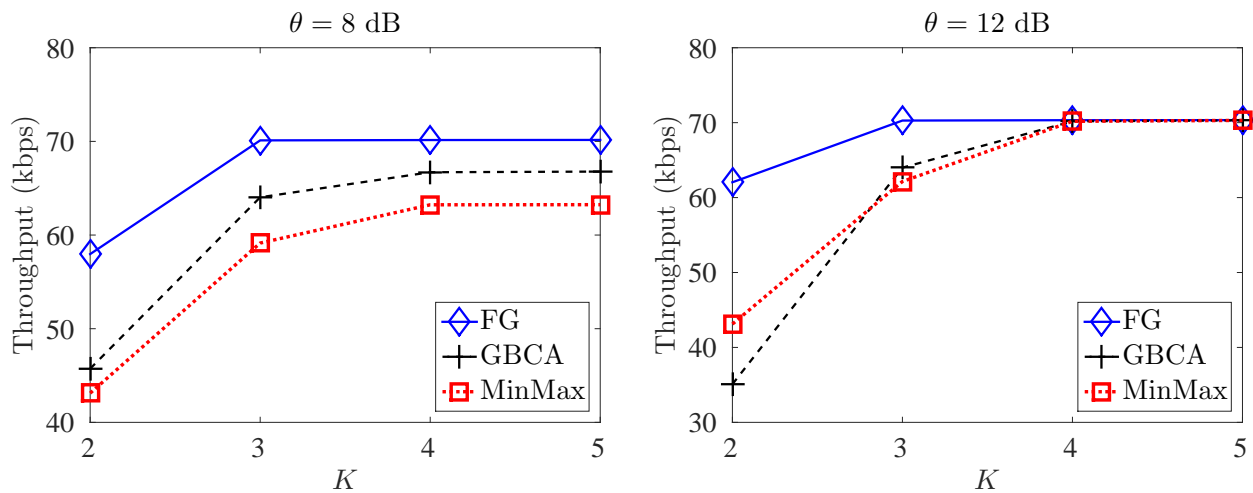 θ = 8 dB
80
70
60
50
40
Throughput (kbps)
2 3 4 5
K
FG
GBCA
MinMax
θ = 12 dB
80
70
60
50
40
30
Throughput (kbps)
2 3 4 5
K
FG
GBCA
MinMax